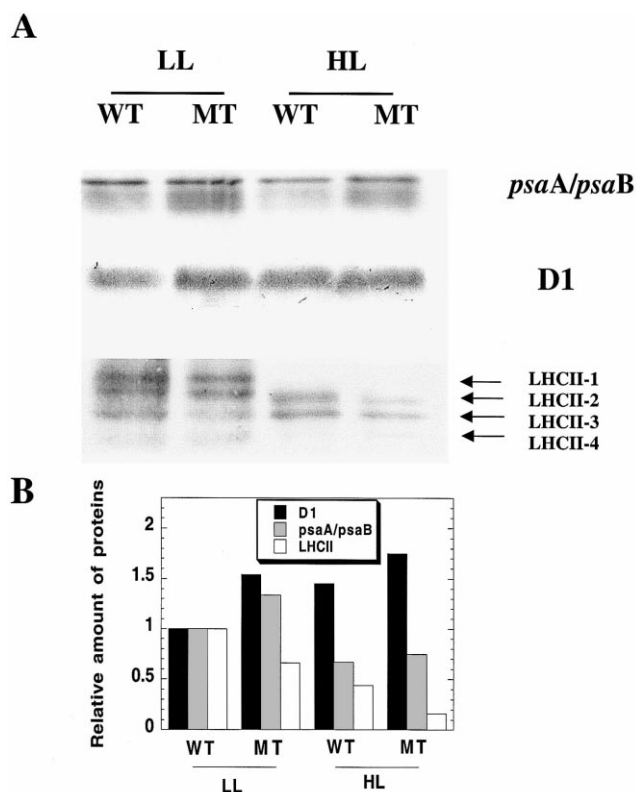 A
LL HL
WT MT WT MT
psaA/psaB
D1
LHCII-1
LHCII-2
LHCII-3
LHCII-4
B
Relative amount of proteins
2
1.5
1
0.5
0
D1
psaA/psaB
LHCII
WT MT WT MT
LL HL